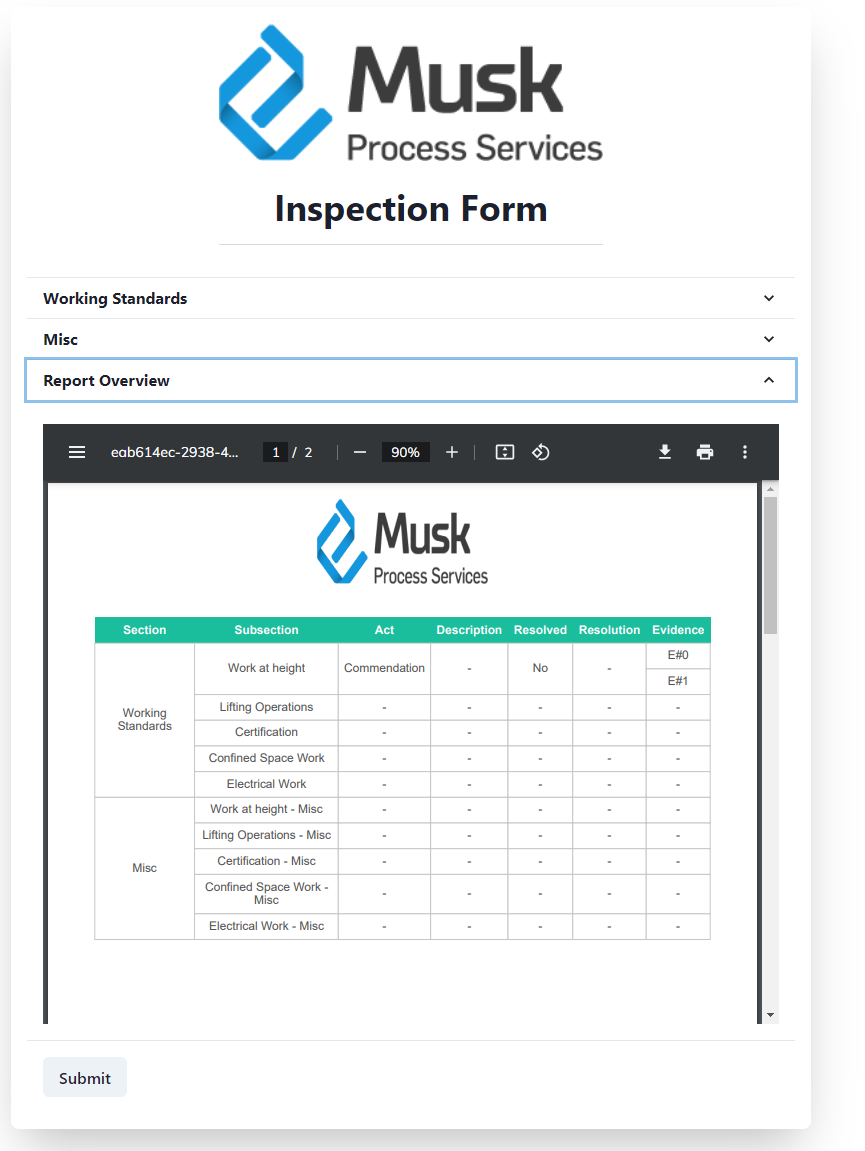 Musk
Process Services
Inspection Form
Working Standards
Misc
Report Overview
eab614ec-2938-4... 1 / 2 90%
Musk
Process Services
Section Subsection Act Description Resolved Resolution Evidence
Working Standards
Work at height Commendation - No - E#0
E#1
Lifting Operations - - - - -
Certification - - - - -
Confined Space Work - - - - -
Electrical Work - - - - -
Misc
Work at height - Misc - - - - -
Lifting Operations - Misc - - - - -
Certification - Misc - - - - -
Confined Space Work -
Misc - - - - -
Electrical Work - Misc - - - - -
Submit